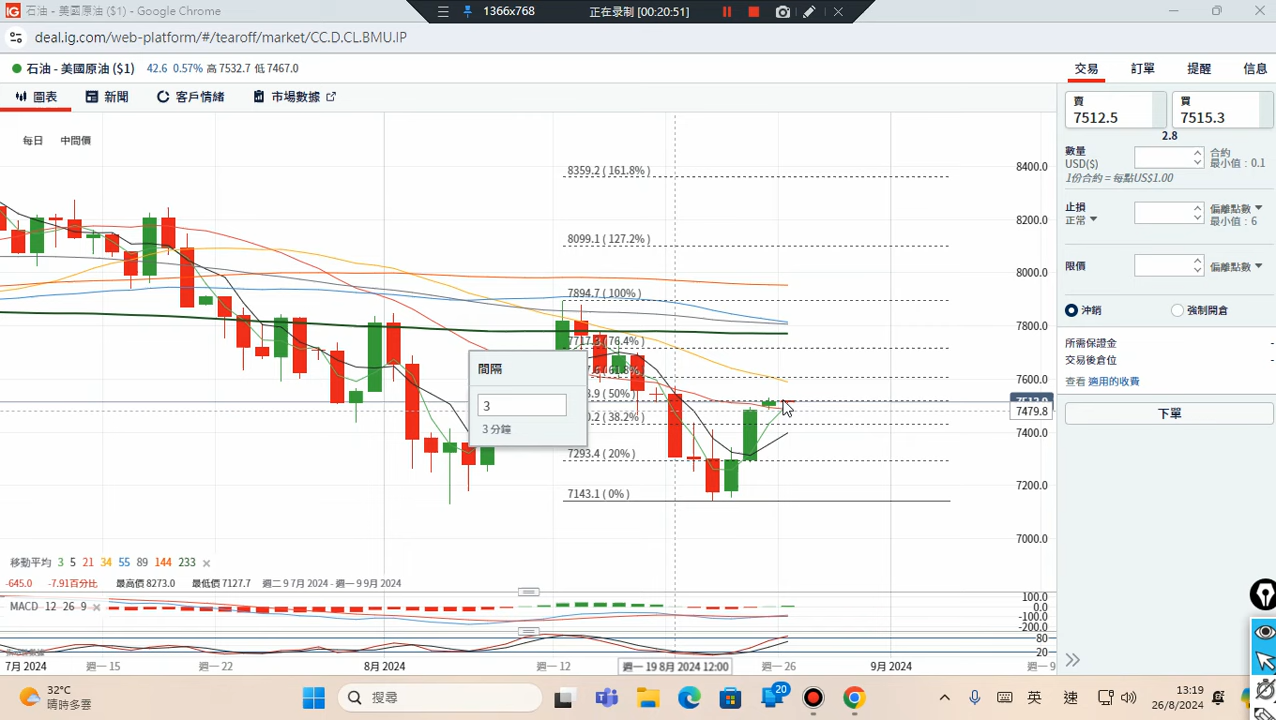 石油 - 美國原油 ($1) - Google Chrome
1366x768
正在录制 [00:20:51]
deal.ig.com/web-platform/#/tearoff/market/CC.D.CL.BMU.IP
石油 - 美國原油 ($1) 42.6 0.57% 高 7532.7 低 7467.0
交易 訂單 提醒 信息
圖表 新聞 客戶情緒 市場數據
每日 中間價
賣
7512.5
買
7515.3
2.8
數量
USD($)
合約
最小值 : 0.1
1份合約 = 每點US$1.00
止損
正常
偏離點數
最小值 : 6
限價
偏離點數
沖銷
強制開倉
所需保證金 -
交易後倉位 -
查看 適用的收費
下單
8359.2 ( 161.8% )
8099.1 ( 127.2% )
7894.7 ( 100% )
7293.4 ( 20% )
7143.1 ( 0% )
8400.0
8200.0
8000.0
7800.0
7600.0
7479.8
7400.0
7200.0
7000.0
間隔
3
3 分鐘
移動平均 3 5 21 34 55 89 144 233
-645.0 -7.91百分比 最高價 8273.0 最低價 7127.7 週二 9 7月 2024 - 週一 9 9月 2024
MACD 12 26 9
100.0
0.0
-100.0
-200.0
80
20
7月 2024 週一 15 週一 22 8月 2024 週一 12 週一 19 8月 2024 12:00 週一 26 9月 2024 週一 9
32°C
晴時多雲
搜尋
20
英
速
13:19
26/8/2024